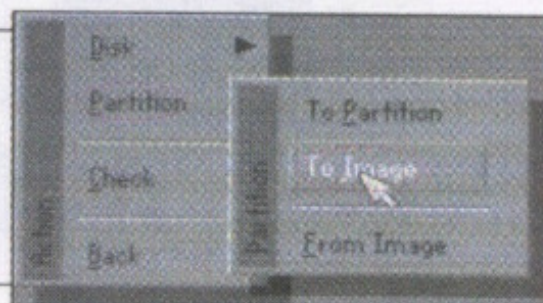 Disk
Partition
Check
Back
Action
To Partition
To Image
From Image
Partition